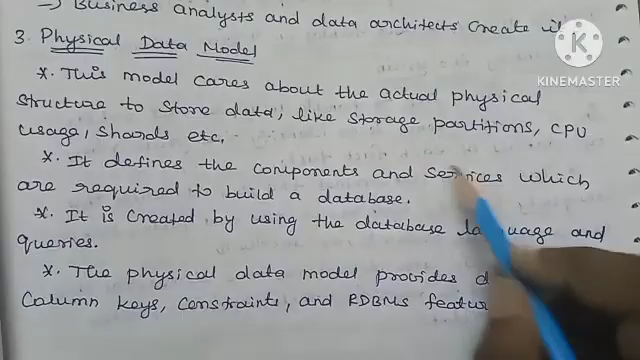 -> Business analysts and data architects create it
3. Physical Data Model
*. This model cares about the actual physical
structure to store data, like storage partitions, CPU
usage, shards etc.
*. It defines the components and services which
are required to build a database.
*. It is created by using the database language and
queries.
*. The physical data model provides d
Column keys, constraints, and RDBMS featur
K
KINEMASTER